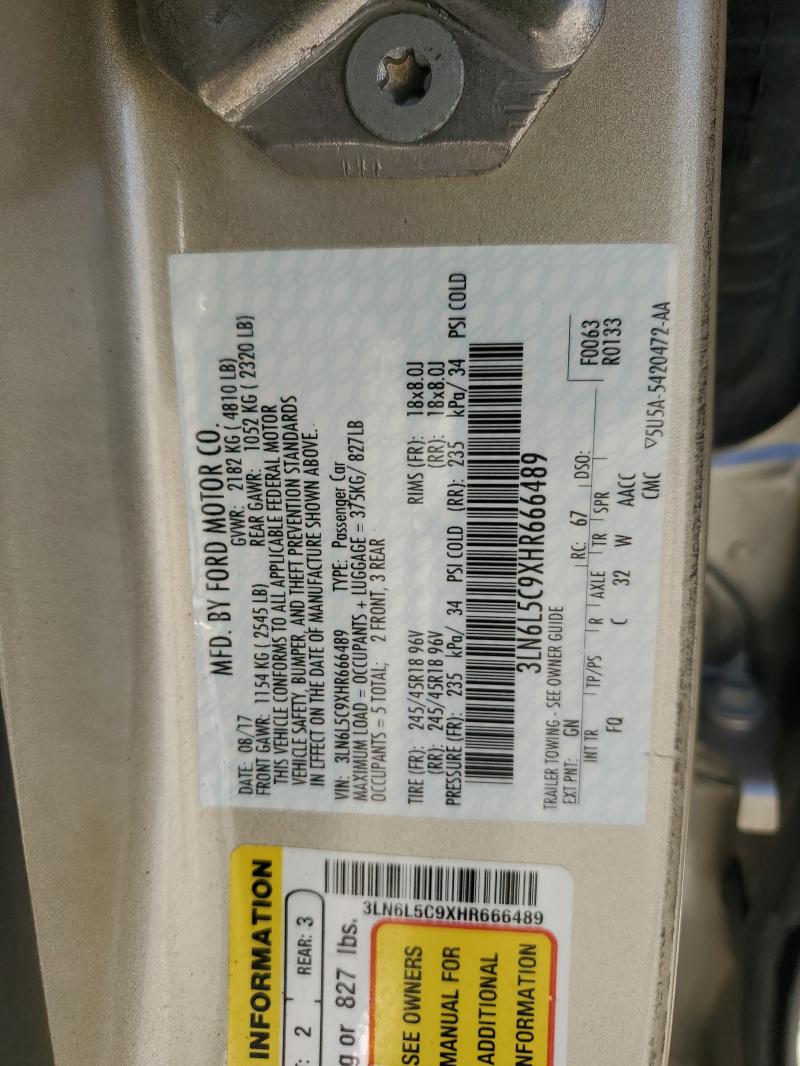 MFD. BY FORD MOTOR CO.
DATE: 08/17 GVWR: 2182 KG ( 4810 LB)
FRONT GAWR: 1154 KG ( 2545 LB) REAR GAWR: 1052 KG ( 2320 LB)
THIS VEHICLE CONFORMS TO ALL APPLICABLE FEDERAL MOTOR
VEHICLE SAFETY, BUMPER, AND THEFT PREVENTION STANDARDS
IN EFFECT ON THE DATE OF MANUFACTURE SHOWN ABOVE.
VIN: 3LN6L5C9XHR666489 TYPE: Passenger Car
MAXIMUM LOAD = OCCUPANTS + LUGGAGE = 375KG/ 827LB
OCCUPANTS = 5 TOTAL; 2 FRONT, 3 REAR
TIRE (FR): 245/45R18 96V RIMS (FR): 18x8.0J
(RR): 245/45R18 96V (RR): 18x8.0J
PRESSURE (FR): 235 kPa/ 34 PSI COLD (RR): 235 kPa/ 34 PSI COLD
3LN6L5C9XHR666489
TRAILER TOWING - SEE OWNER GUIDE
EXT PNT: GN RC: 67 DSO: F0063
R0133
INT TR TP/PS R AXLE TR SPR
FQ C 32 W AACC
CMC ▽5U5A-5420472-AA
INFORMATION
: 2 REAR: 3
g or 827 lbs.
3LN6L5C9XHR666489
SEE OWNERS
MANUAL FOR
ADDITIONAL
INFORMATION